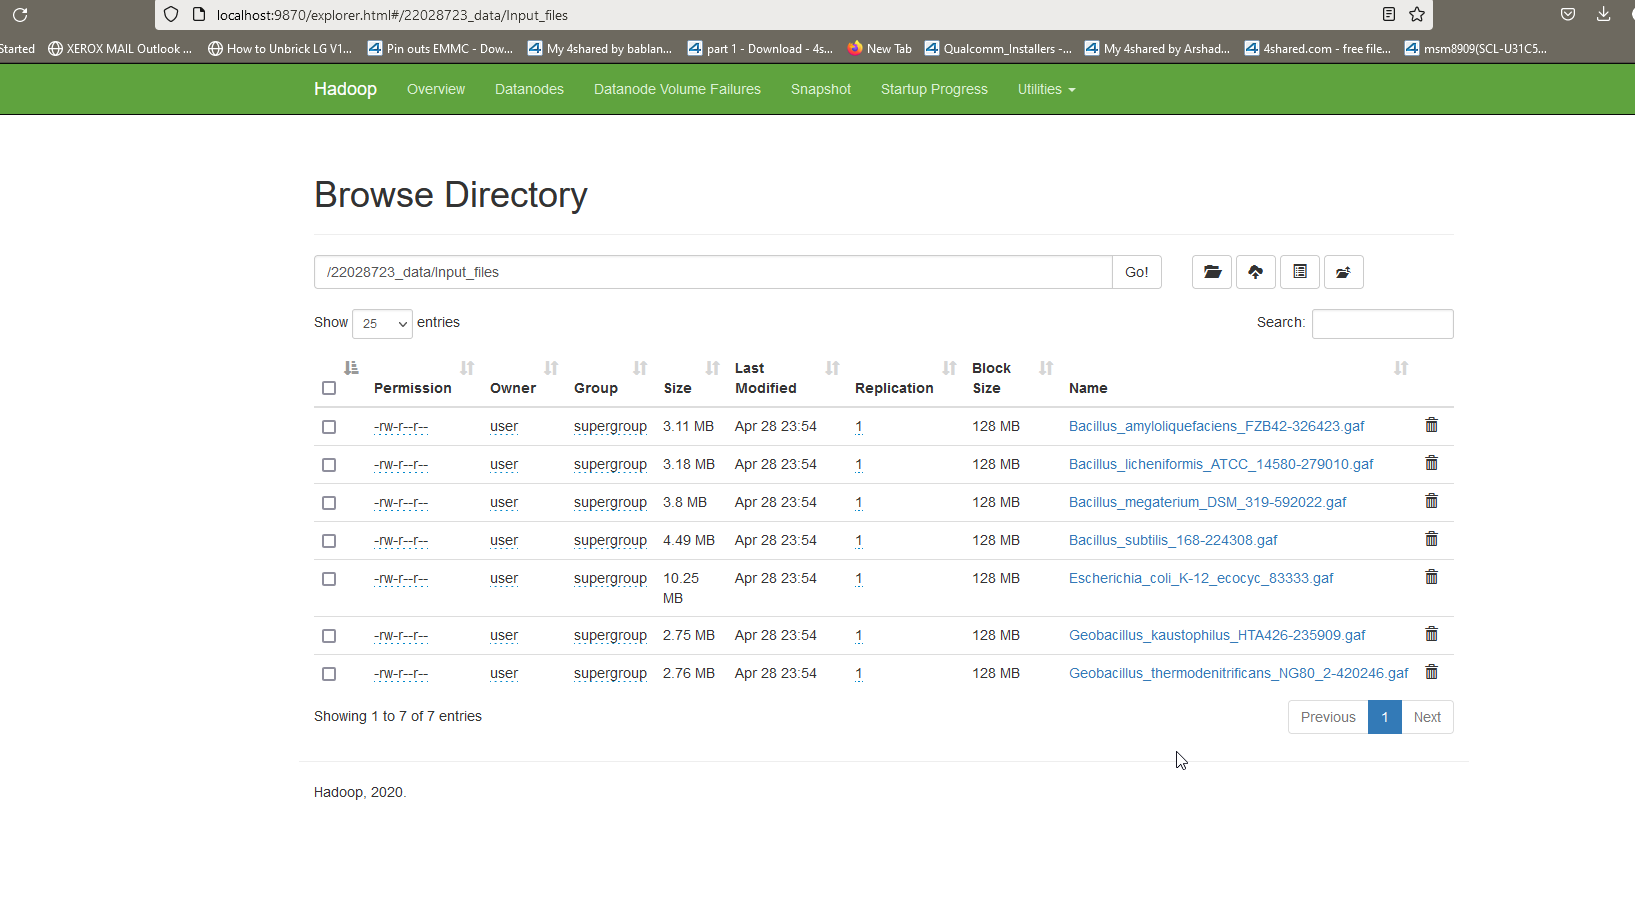 localhost:9870/explorer.html#/22028723_data/Input_files
Started XEROX MAIL Outlook ... How to Unbrick LG V1... Pin outs EMMC - Dow... My 4shared by bablan... part 1 - Download - 4s... New Tab Qualcomm_Installers -... My 4shared by Arshad... 4shared.com - free file... msm8909(SCL-U31C5...
Hadoop Overview Datanodes Datanode Volume Failures Snapshot Startup Progress Utilities
Browse Directory
/22028723_data/Input_files Go!
Show 25 entries Search:
Permission Owner Group Size Last Modified Replication Block Size Name
-rw-r--r-- user supergroup 3.11 MB Apr 28 23:54 1 128 MB Bacillus_amyloliquefaciens_FZB42-326423.gaf
-rw-r--r-- user supergroup 3.18 MB Apr 28 23:54 1 128 MB Bacillus_licheniformis_ATCC_14580-279010.gaf
-rw-r--r-- user supergroup 3.8 MB Apr 28 23:54 1 128 MB Bacillus_megaterium_DSM_319-592022.gaf
-rw-r--r-- user supergroup 4.49 MB Apr 28 23:54 1 128 MB Bacillus_subtilis_168-224308.gaf
-rw-r--r-- user supergroup 10.25 MB Apr 28 23:54 1 128 MB Escherichia_coli_K-12_ecocyc_83333.gaf
-rw-r--r-- user supergroup 2.75 MB Apr 28 23:54 1 128 MB Geobacillus_kaustophilus_HTA426-235909.gaf
-rw-r--r-- user supergroup 2.76 MB Apr 28 23:54 1 128 MB Geobacillus_thermodenitrificans_NG80_2-420246.gaf
Showing 1 to 7 of 7 entries Previous 1 Next
Hadoop, 2020.